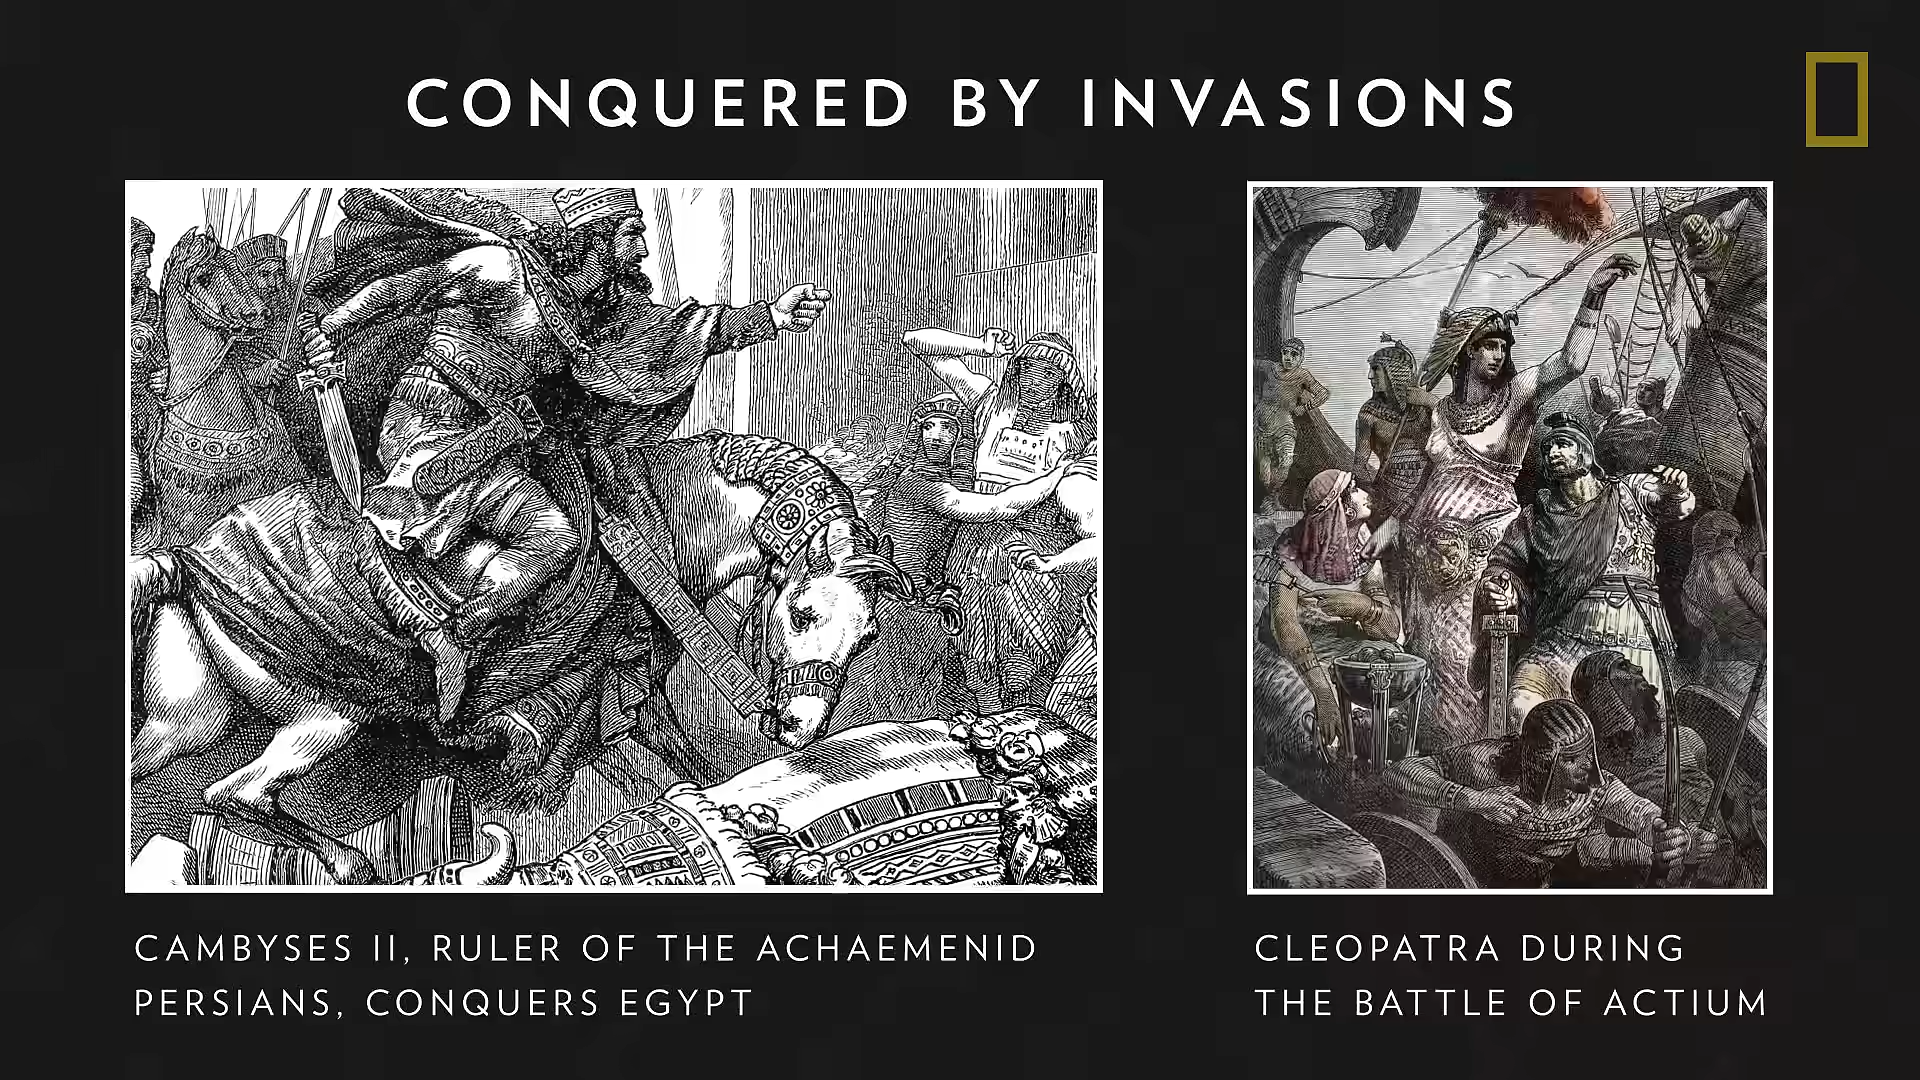 CONQUERED BY INVASIONS
CAMBYSES II, RULER OF THE ACHAEMENID
PERSIANS, CONQUERS EGYPT
CLEOPATRA DURING
THE BATTLE OF ACTIUM